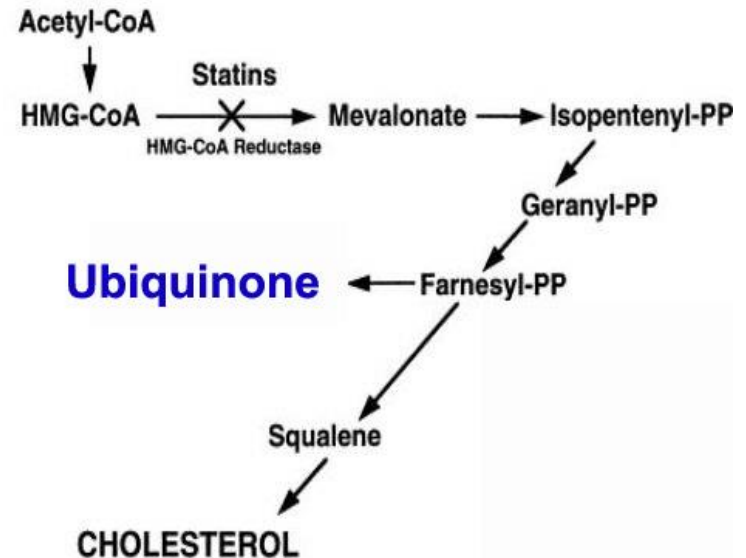 Acetyl-CoA
Statins
HMG-CoA
Mevalonate
Isopentenyl-PP
HMG-CoA Reductase
Geranyl-PP
Ubiquinone
Farnesyl-PP
Squalene
CHOLESTEROL